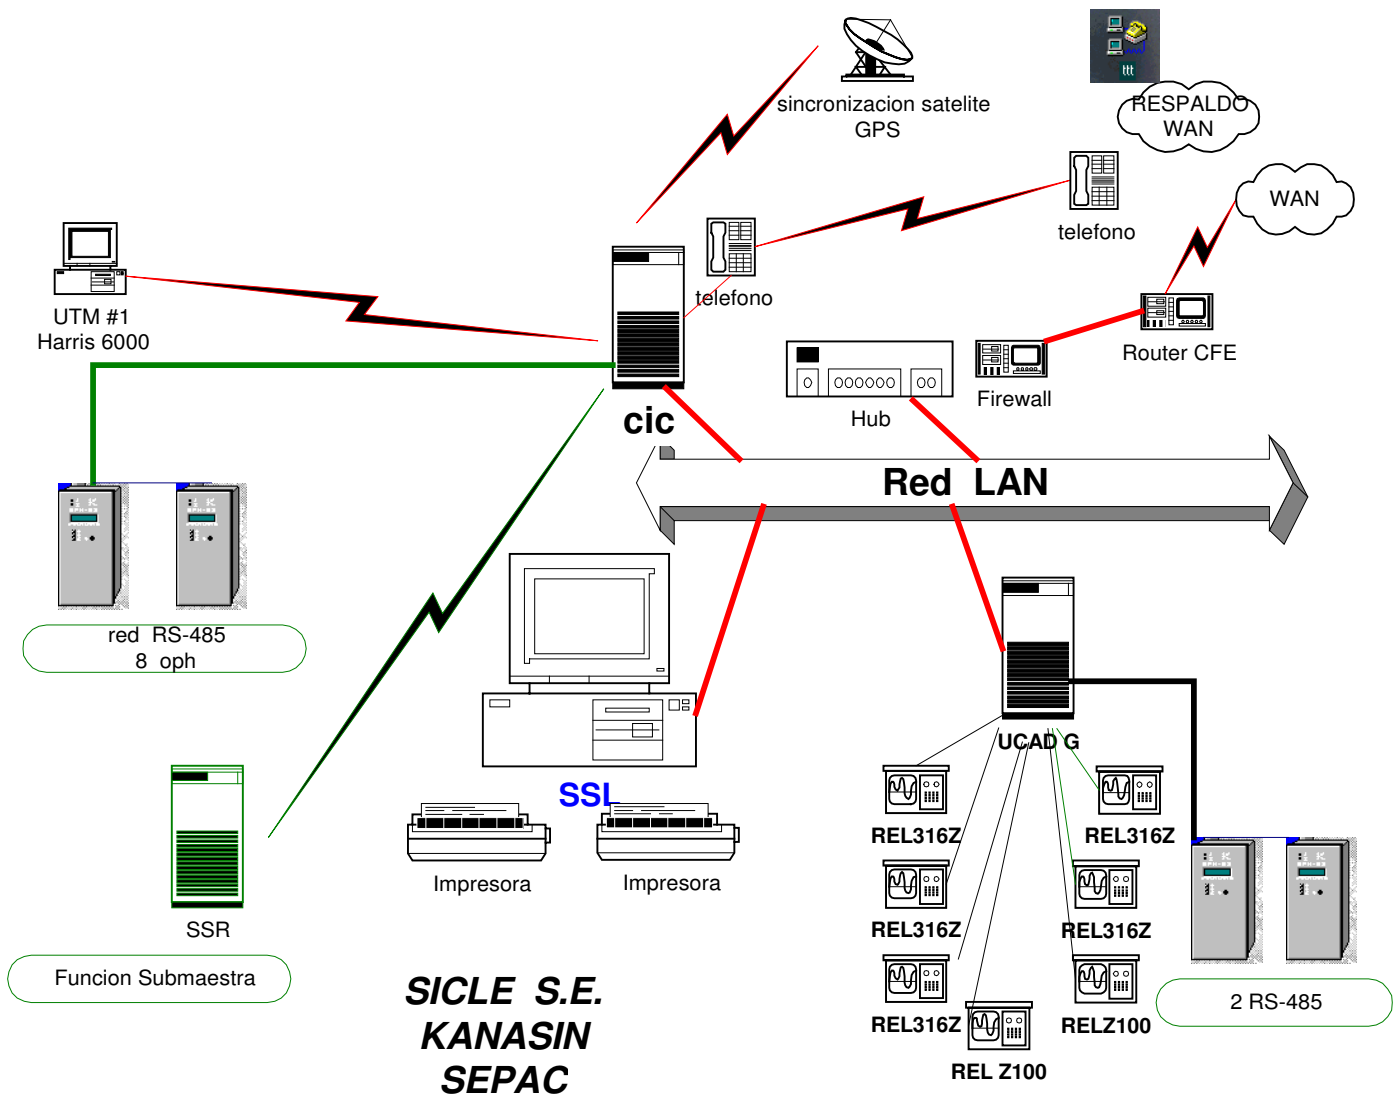 sincronizacion satelite
GPS
ttt
RESPALDO
WAN
WAN
telefono
telefono
UTM #1
Harris 6000
Router CFE
Firewall
Hub
cic
Red LAN
red RS-485
8 oph
UCAD G
SSL
REL316Z
REL316Z
Impresora
Impresora
SSR
REL316Z
REL316Z
Funcion Submaestra
SICLE S.E.
KANASIN
SEPAC
REL316Z
RELZ100
2 RS-485
REL Z100